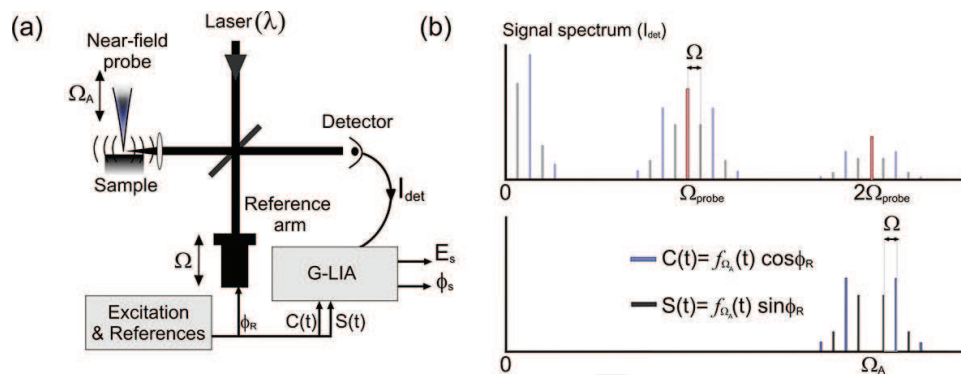 (a)
Laser(λ)
Near-field
probe
Ω_A
Sample
Detector
I_det
Reference
arm
Ω
G-LIA
E_s
ϕ_s
Excitation
& References
ϕ_R
C(t)
S(t)
(b)
Signal spectrum (I_det)
Ω
0
Ω_probe
2Ω_probe
Ω
C(t)= f_Ω_A(t) cosϕ_R
S(t)= f_Ω_A(t) sinϕ_R
0
Ω_A